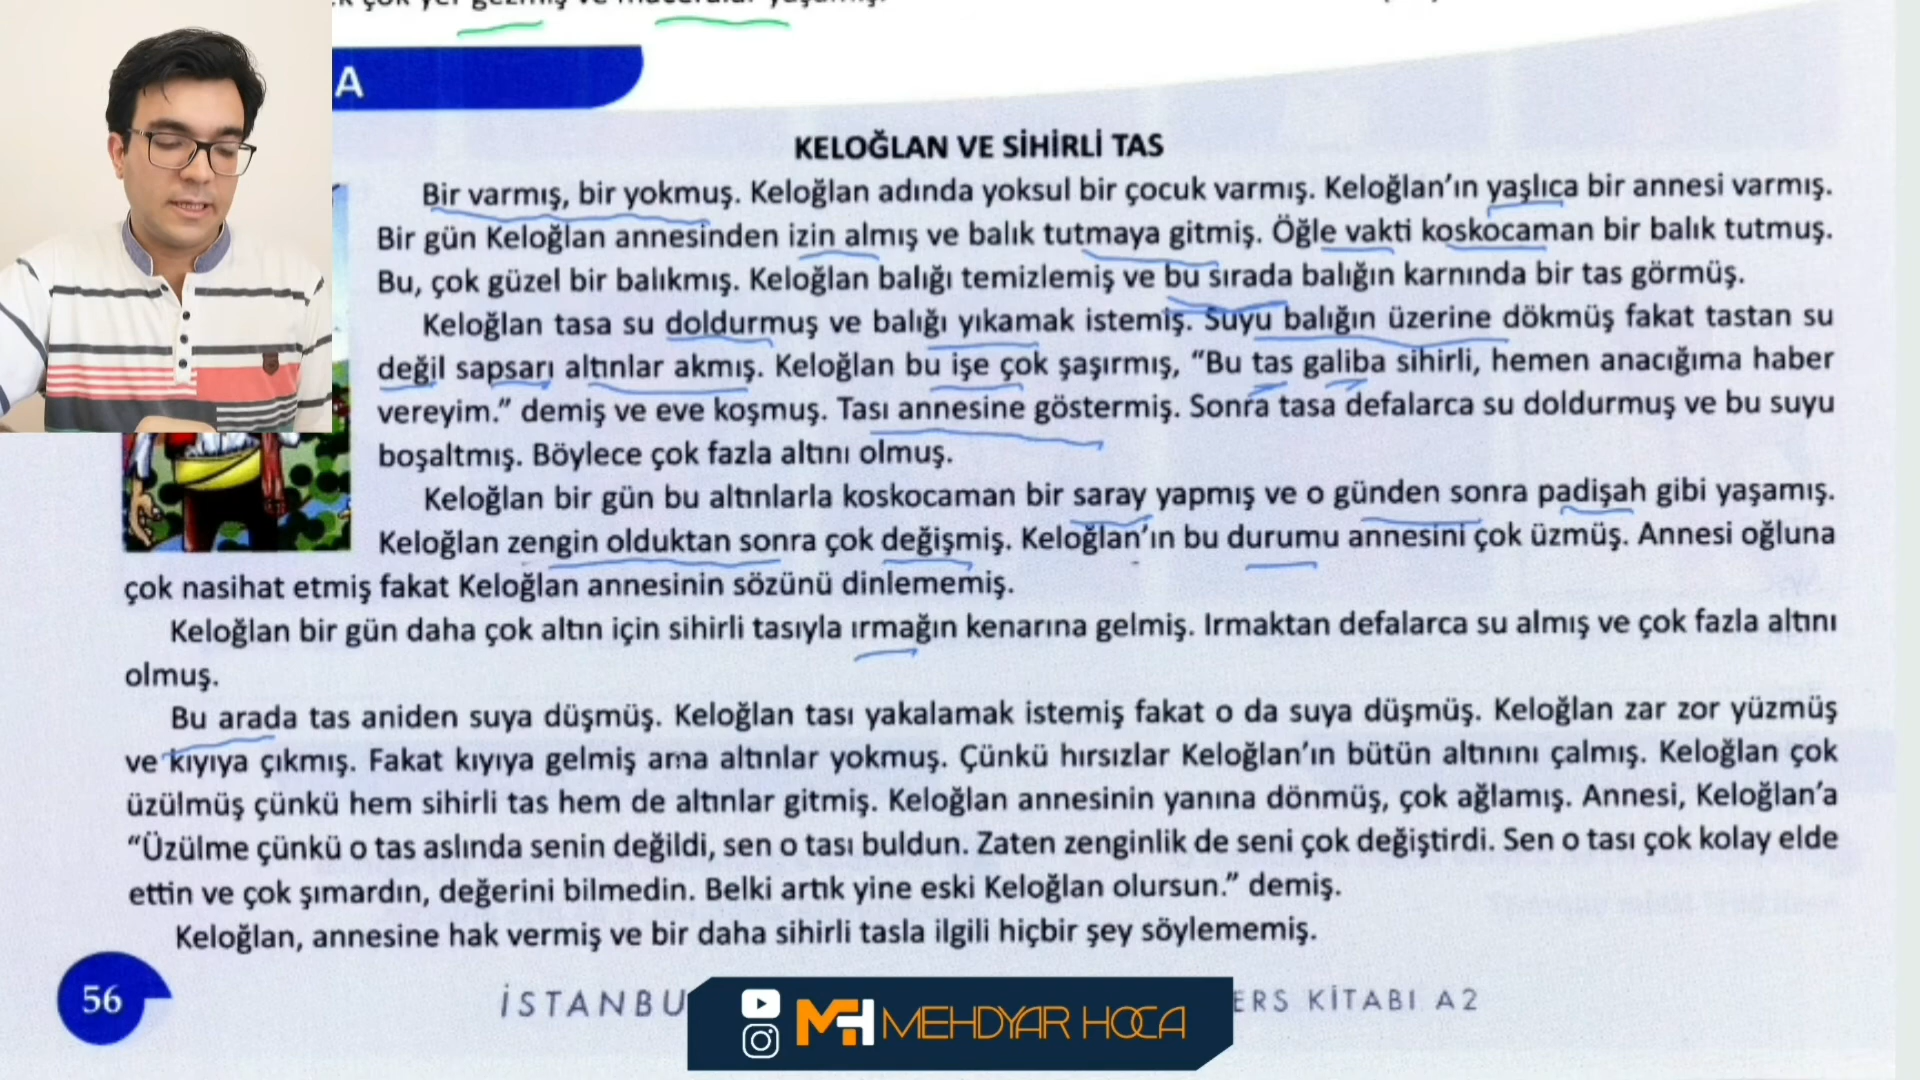 çok yer gezmiş ve maceralar yaşamış.
A
KELOĞLAN VE SİHİRLİ TAS
Bir varmış, bir yokmuş. Keloğlan adında yoksul bir çocuk varmış. Keloğlan’ın yaşlıca bir annesi varmış.
Bir gün Keloğlan annesinden izin almış ve balık tutmaya gitmiş. Öğle vakti koskocaman bir balık tutmuş.
Bu, çok güzel bir balıkmış. Keloğlan balığı temizlemiş ve bu sırada balığın karnında bir tas görmüş.
Keloğlan tasa su doldurmuş ve balığı yıkamak istemiş. Suyu balığın üzerine dökmüş fakat tastan su
değil sapsarı altınlar akmış. Keloğlan bu işe çok şaşırmış, “Bu tas galiba sihirli, hemen anacığıma haber
vereyim.” demiş ve eve koşmuş. Tası annesine göstermiş. Sonra tasa defalarca su doldurmuş ve bu suyu
boşaltmış. Böylece çok fazla altını olmuş.
Keloğlan bir gün bu altınlarla koskocaman bir saray yapmış ve o günden sonra padişah gibi yaşamış.
Keloğlan zengin olduktan sonra çok değişmiş. Keloğlan’ın bu durumu annesini çok üzmüş. Annesi oğluna
çok nasihat etmiş fakat Keloğlan annesinin sözünü dinlememiş.
Keloğlan bir gün daha çok altın için sihirli tasıyla ırmağın kenarına gelmiş. Irmaktan defalarca su almış ve çok fazla altını
olmuş.
Bu arada tas aniden suya düşmüş. Keloğlan tası yakalamak istemiş fakat o da suya düşmüş. Keloğlan zar zor yüzmüş
ve kıyıya çıkmış. Fakat kıyıya gelmiş ama altınlar yokmuş. Çünkü hırsızlar Keloğlan’ın bütün altınını çalmış. Keloğlan çok
üzülmüş çünkü hem sihirli tas hem de altınlar gitmiş. Keloğlan annesinin yanına dönmüş, çok ağlamış. Annesi, Keloğlan’a
“Üzülme çünkü o tas aslında senin değildi, sen o tası buldun. Zaten zenginlik de seni çok değiştirdi. Sen o tası çok kolay elde
ettin ve çok şımardın, değerini bilmedin. Belki artık yine eski Keloğlan olursun.” demiş.
Keloğlan, annesine hak vermiş ve bir daha sihirli tasla ilgili hiçbir şey söylememiş.
56
İSTANBU ERS KİTABI A2
MH MEHDYAR HOCA